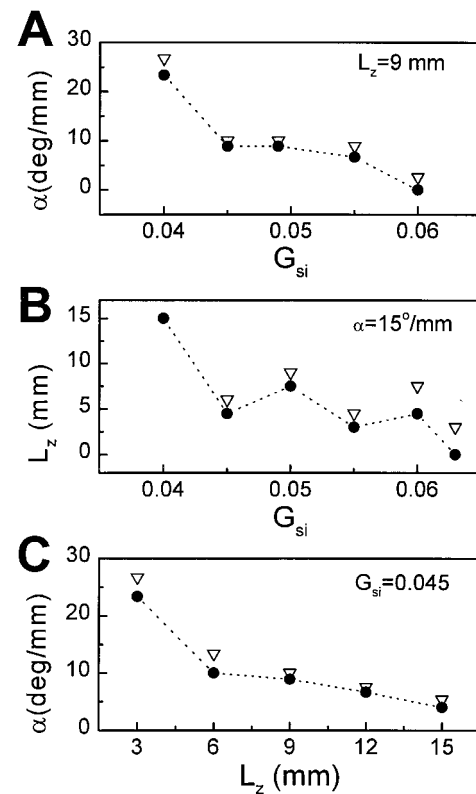 A
α(deg/mm)
30
20
10
0
L_z=9 mm
0.04 0.05 0.06
G_si
B
L_z (mm)
15
10
5
0
α=15°/mm
0.04 0.05 0.06
G_si
C
α(deg/mm)
30
20
10
0
G_si=0.045
3 6 9 12 15
L_z (mm)